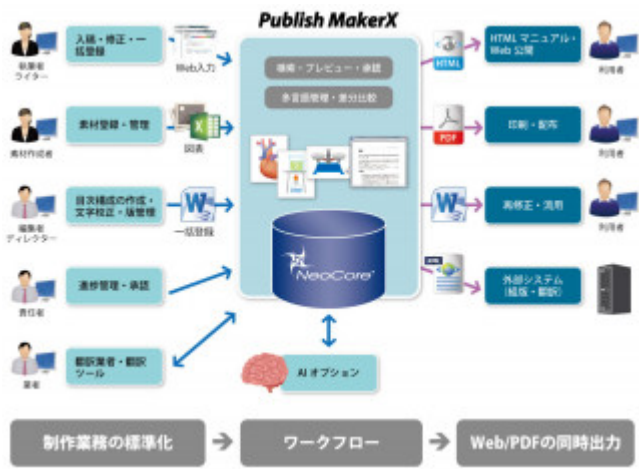 Publish MakerX
入稿・修正・一
括登録
執筆者
ライター
Web入力
検索・プレビュー・承認
多言語管理・差分比較
HTML
HTML マニュアル・
Web 公開
利用者
素材登録・管理
素材作成者
図表
PDF
印刷・配布
利用者
目次構成の作成・
文字校正・版管理
編集者
ディレクター
一括登録
再修正・流用
利用者
NeoCore
進捗管理・承認
責任者
XML
外部システム
(組版・翻訳)
翻訳業者・翻訳
ツール
業者
AI オプション
制作業務の標準化
ワークフロー
Web/PDFの同時出力